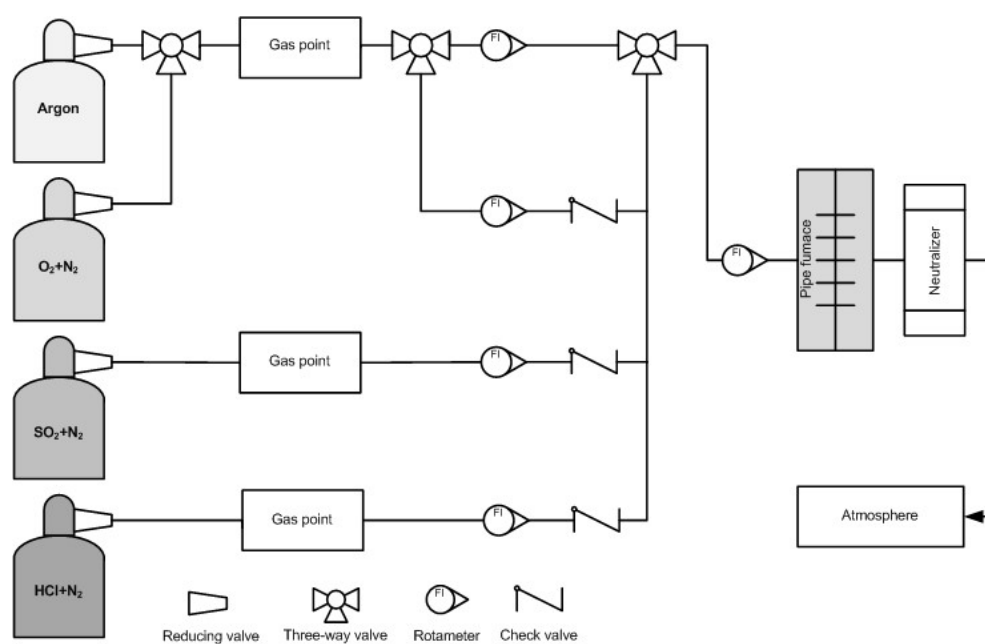 Argon
Gas point
FI
O₂+N₂
FI
FI
Pipe furnace
Neutralizer
SO₂+N₂
Gas point
FI
HCl+N₂
Gas point
FI
Atmosphere
Reducing valve
Three-way valve
FI
Rotameter
Check valve